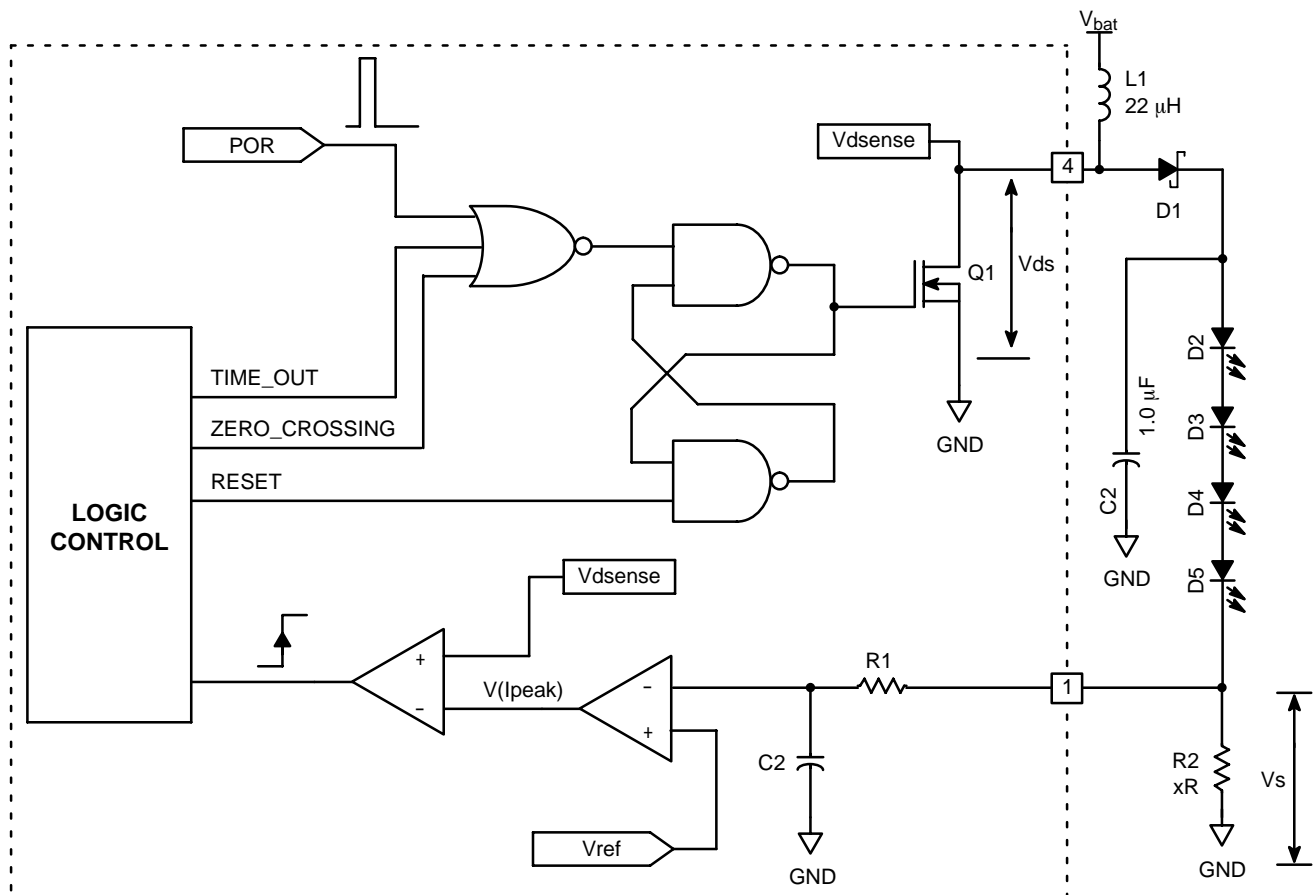 Vbat
L1
22 μH
POR
Vdsense
4
D1
Q1
Vds
GND
TIME_OUT
ZERO_CROSSING
RESET
LOGIC
CONTROL
1.0 μF
C2
GND
D2
D3
D4
D5
Vdsense
+
−
V(Ipeak)
−
+
R1
1
C2
GND
Vref
R2
xR
Vs
GND